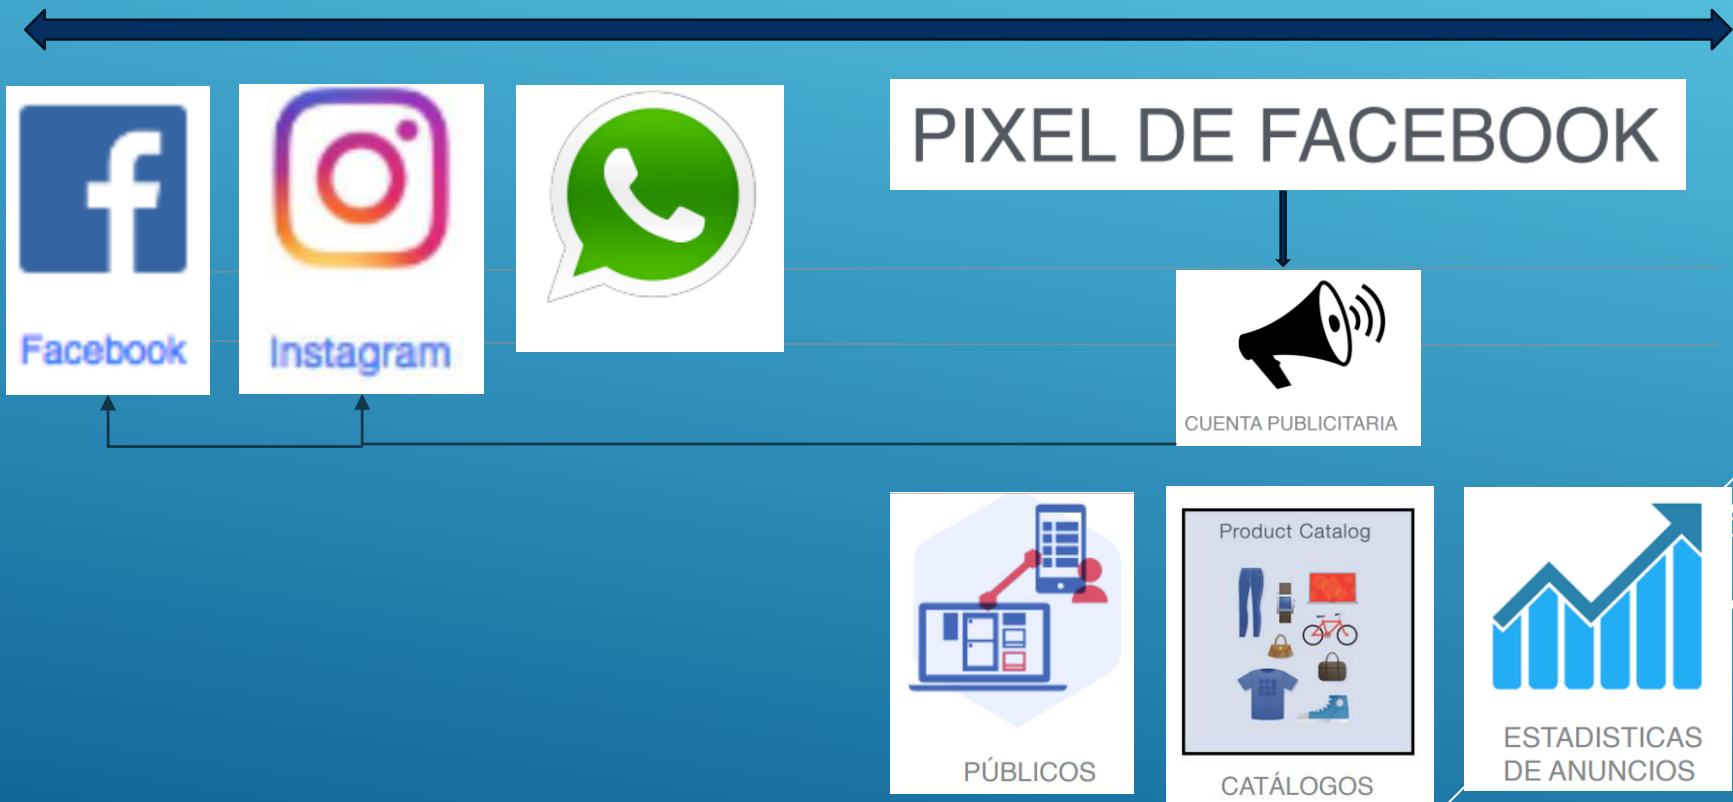 PIXEL DE FACEBOOK
Facebook
Instagram
CUENTA PUBLICITARIA
Product Catalog
PÚBLICOS
CATÁLOGOS
ESTADISTICAS
DE ANUNCIOS